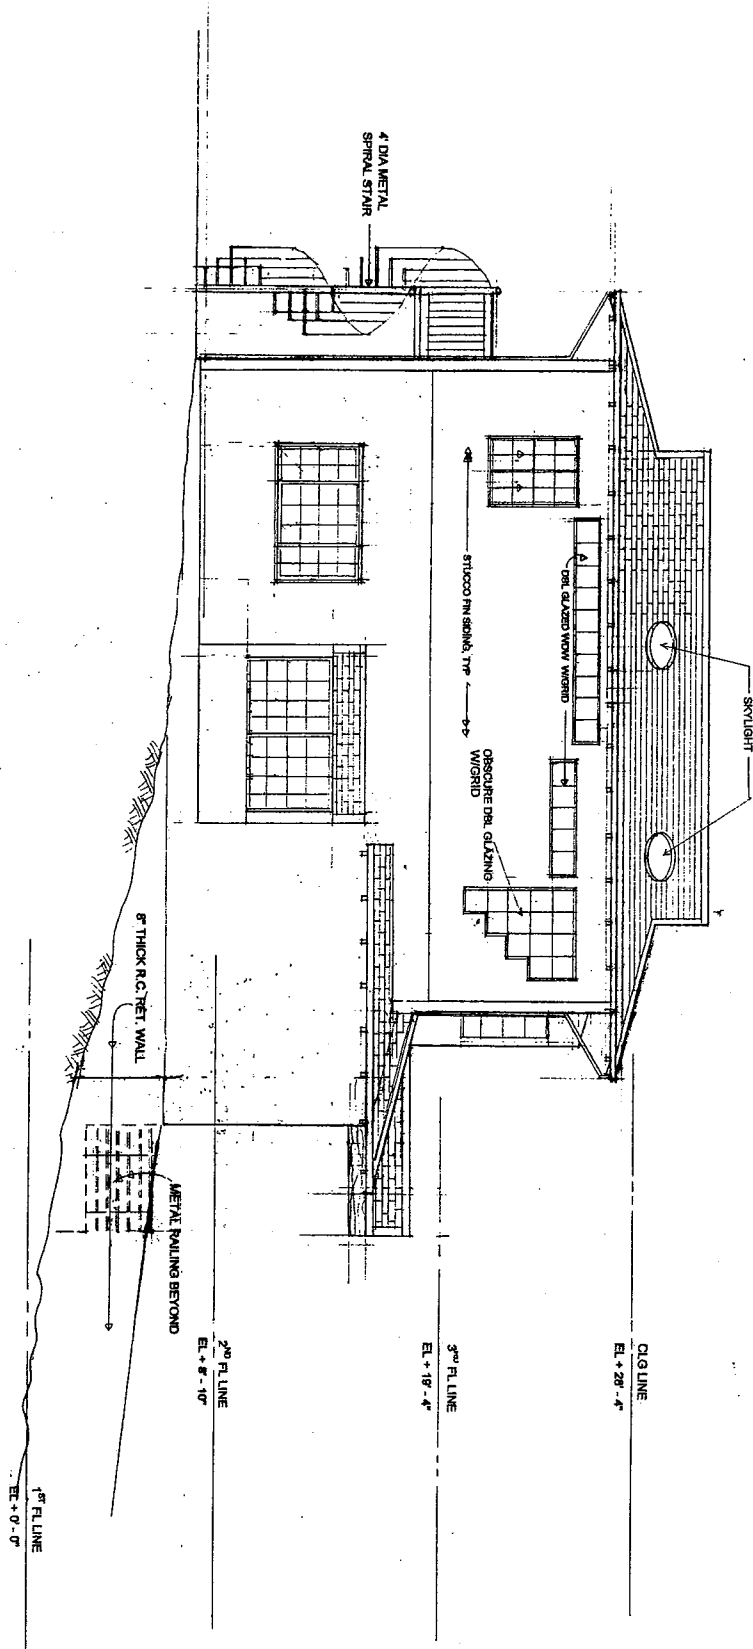 SKYLIGHT
4' DIA METAL
SPIRAL STAIR
DBL GLAZED WDW W/GRID
STUCCO FIN SIDING, TYP
OBSCURE DBL GLAZING
W/GRID
8" THICK R.C. RET. WALL
METAL RAILING BEYOND
CLG LINE
EL + 28' - 4"
3RD FL LINE
EL + 19' - 4"
2ND FL LINE
EL + 8' - 10"
1ST FL LINE
EL + 0' - 0"